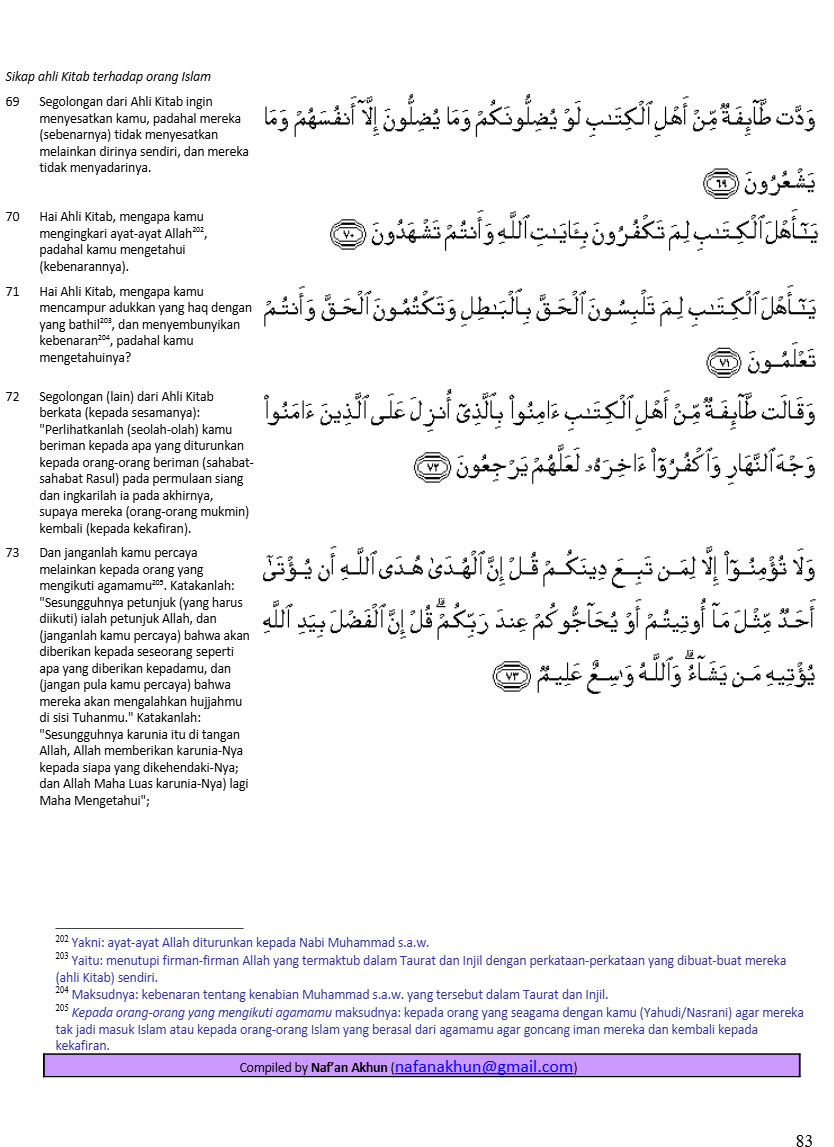 Sikap ahli Kitab terhadap orang Islam
69 Segolongan dari Ahli Kitab ingin
menyesatkan kamu, padahal mereka
(sebenarnya) tidak menyesatkan
melainkan dirinya sendiri, dan mereka
tidak menyadarinya.
وَدَّت طَّآئِفَةٌ مِّنْ أَهْلِ ٱلْكِتَـٰبِ لَوْ يُضِلُّونَكُمْ وَمَا يُضِلُّونَ إِلَّآ أَنفُسَهُمْ وَمَا
يَشْعُرُونَ ٦٩
70 Hai Ahli Kitab, mengapa kamu
mengingkari ayat-ayat Allah²⁰²,
padahal kamu mengetahui
(kebenarannya).
يَـٰٓأَهْلَ ٱلْكِتَـٰبِ لِمَ تَكْفُرُونَ بِـَٔايَـٰتِ ٱللَّهِ وَأَنتُمْ تَشْهَدُونَ ٧٠
71 Hai Ahli Kitab, mengapa kamu
mencampur adukkan yang haq dengan
yang bathil²⁰³, dan menyembunyikan
kebenaran²⁰⁴, padahal kamu
mengetahuinya?
يَـٰٓأَهْلَ ٱلْكِتَـٰبِ لِمَ تَلْبِسُونَ ٱلْحَقَّ بِٱلْبَـٰطِلِ وَتَكْتُمُونَ ٱلْحَقَّ وَأَنتُمْ
تَعْلَمُونَ ٧١
72 Segolongan (lain) dari Ahli Kitab
berkata (kepada sesamanya):
"Perlihatkanlah (seolah-olah) kamu
beriman kepada apa yang diturunkan
kepada orang-orang beriman (sahabat-
sahabat Rasul) pada permulaan siang
dan ingkarilah ia pada akhirnya,
supaya mereka (orang-orang mukmin)
kembali (kepada kekafiran).
وَقَالَت طَّآئِفَةٌ مِّنْ أَهْلِ ٱلْكِتَـٰبِ ءَامِنُوا۟ بِٱلَّذِىٓ أُنزِلَ عَلَى ٱلَّذِينَ ءَامَنُوا۟
وَجْهَ ٱلنَّهَارِ وَٱكْفُرُوٓا۟ ءَاخِرَهُۥ لَعَلَّهُمْ يَرْجِعُونَ ٧٢
73 Dan janganlah kamu percaya
melainkan kepada orang yang
mengikuti agamamu²⁰⁵. Katakanlah:
"Sesungguhnya petunjuk (yang harus
diikuti) ialah petunjuk Allah, dan
(janganlah kamu percaya) bahwa akan
diberikan kepada seseorang seperti
apa yang diberikan kepadamu, dan
(jangan pula kamu percaya) bahwa
mereka akan mengalahkan hujjahmu
di sisi Tuhanmu." Katakanlah:
"Sesungguhnya karunia itu di tangan
Allah, Allah memberikan karunia-Nya
kepada siapa yang dikehendaki-Nya;
dan Allah Maha Luas karunia-Nya) lagi
Maha Mengetahui";
وَلَا تُؤْمِنُوٓا۟ إِلَّا لِمَن تَبِعَ دِينَكُمْ قُلْ إِنَّ ٱلْهُدَىٰ هُدَى ٱللَّهِ أَن يُؤْتَىٰٓ
أَحَدٌ مِّثْلَ مَآ أُوتِيتُمْ أَوْ يُحَآجُّوكُمْ عِندَ رَبِّكُمْ ۗ قُلْ إِنَّ ٱلْفَضْلَ بِيَدِ ٱللَّهِ
يُؤْتِيهِ مَن يَشَآءُ ۗ وَٱللَّهُ وَٰسِعٌ عَلِيمٌ ٧٣
²⁰² Yakni: ayat-ayat Allah diturunkan kepada Nabi Muhammad s.a.w.
²⁰³ Yaitu: menutupi firman-firman Allah yang termaktub dalam Taurat dan Injil dengan perkataan-perkataan yang dibuat-buat mereka
(ahli Kitab) sendiri.
²⁰⁴ Maksudnya: kebenaran tentang kenabian Muhammad s.a.w. yang tersebut dalam Taurat dan Injil.
²⁰⁵ Kepada orang-orang yang mengikuti agamamu maksudnya: kepada orang yang seagama dengan kamu (Yahudi/Nasrani) agar mereka
tak jadi masuk Islam atau kepada orang-orang Islam yang berasal dari agamamu agar goncang iman mereka dan kembali kepada
kekafiran.
Compiled by Naf'an Akhun (nafanakhun@gmail.com)
83